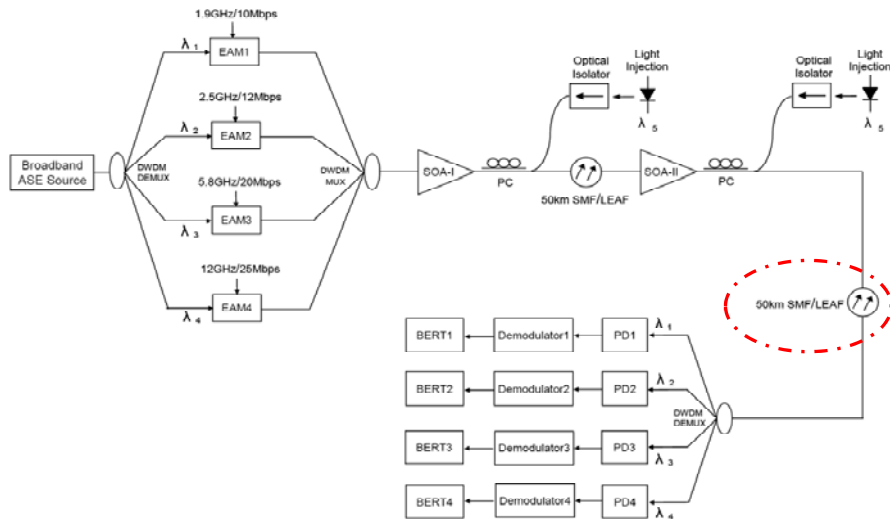 1.9GHz/10Mbps
λ 1
EAM1
2.5GHz/12Mbps
λ 2
EAM2
Broadband
ASE Source
DWDM
DEMUX
DWDM
MUX
5.8GHz/20Mbps
EAM3
λ 3
12GHz/25Mbps
EAM4
λ 4
SOA-I
PC
Optical
Isolator
Light
Injection
λ 5
50km SMF/LEAF
SOA-II
PC
Optical
Isolator
Light
Injection
λ 5
50km SMF/LEAF
BERT1
Demodulator1
PD1
λ 1
BERT2
Demodulator2
PD2
λ 2
DWDM
DEMUX
BERT3
Demodulator3
PD3
λ 3
BERT4
Demodulator4
PD4
λ 4